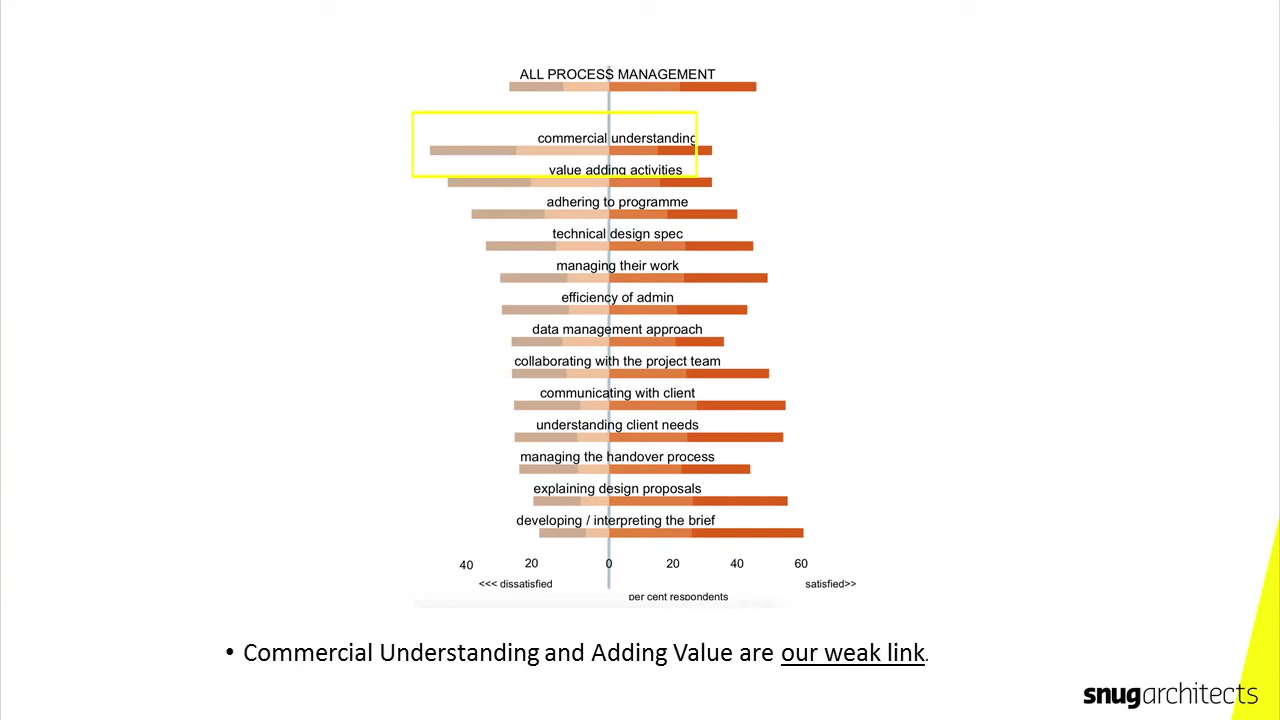 ALL PROCESS MANAGEMENT
commercial understanding
value adding activities
adhering to programme
technical design spec
managing their work
efficiency of admin
data management approach
collaborating with the project team
communicating with client
understanding client needs
managing the handover process
explaining design proposals
developing / interpreting the brief
40 20 0 20 40 60
<<< dissatisfied satisfied>>
per cent respondents
• Commercial Understanding and Adding Value are our weak link.
snugarchitects